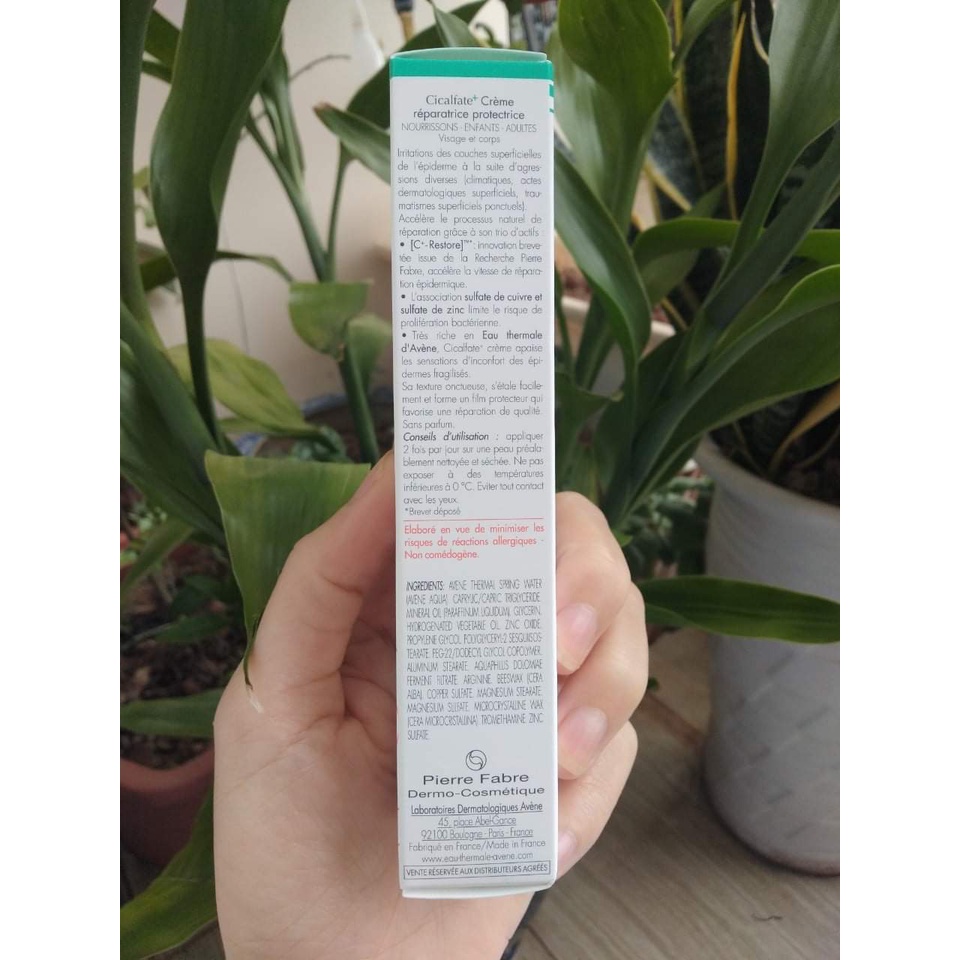 Cicalfate+ Crème
réparatrice protectrice
NOURRISSONS - ENFANTS - ADULTES
Visage et corps
Irritations des couches superficielles
de l'épiderme à la suite d'agres-
sions diverses (climatiques, actes
dermatologiques superficiels, trau-
matismes superficiels ponctuels).
Accélère le processus naturel de
réparation grâce à son trio d'actifs :
• [C+-Restore]™* : innovation breve-
tée issue de la Recherche Pierre
Fabre, accélère la vitesse de répara-
tion épidermique.
• L'association sulfate de cuivre et
sulfate de zinc limite le risque de
prolifération bactérienne.
• Très riche en Eau thermale
d'Avène, Cicalfate+ crème apaise
les sensations d'inconfort des épi-
dermes fragilisés.
Sa texture onctueuse, s'étale facile-
ment et forme un film protecteur qui
favorise une réparation de qualité.
Sans parfum.
Conseils d'utilisation : appliquer
2 fois par jour sur une peau préala-
blement nettoyée et séchée. Ne pas
exposer à des températures
inférieures à 0 °C. Eviter tout contact
avec les yeux.
*Brevet déposé
Elaboré en vue de minimiser les
risques de réactions allergiques -
Non comédogène.
INGREDIENTS: AVENE THERMAL SPRING WATER
(AVENE AQUA). CAPRYLIC/CAPRIC TRIGLYCERIDE.
MINERAL OIL (PARAFFINUM LIQUIDUM). GLYCERIN.
HYDROGENATED VEGETABLE OIL. ZINC OXIDE.
PROPYLENE GLYCOL. POLYGLYCERYL-2 SESQUIISOS-
TEARATE. PEG-22/DODECYL GLYCOL COPOLYMER.
ALUMINUM STEARATE. AQUAPHILUS DOLOMIAE
FERMENT FILTRATE. ARGININE. BEESWAX (CERA
ALBA). COPPER SULFATE. MAGNESIUM STEARATE.
MAGNESIUM SULFATE. MICROCRYSTALLINE WAX
(CERA MICROCRISTALLINA). TROMETHAMINE. ZINC
SULFATE.
Pierre Fabre
Dermo-Cosmétique
Laboratoires Dermatologiques Avène
45, place Abel-Gance
92100 Boulogne - Paris - France
Fabriqué en France/Made in France
www.eau-thermale-avene.com
VENTE RÉSERVÉE AUX DISTRIBUTEURS AGRÉÉS